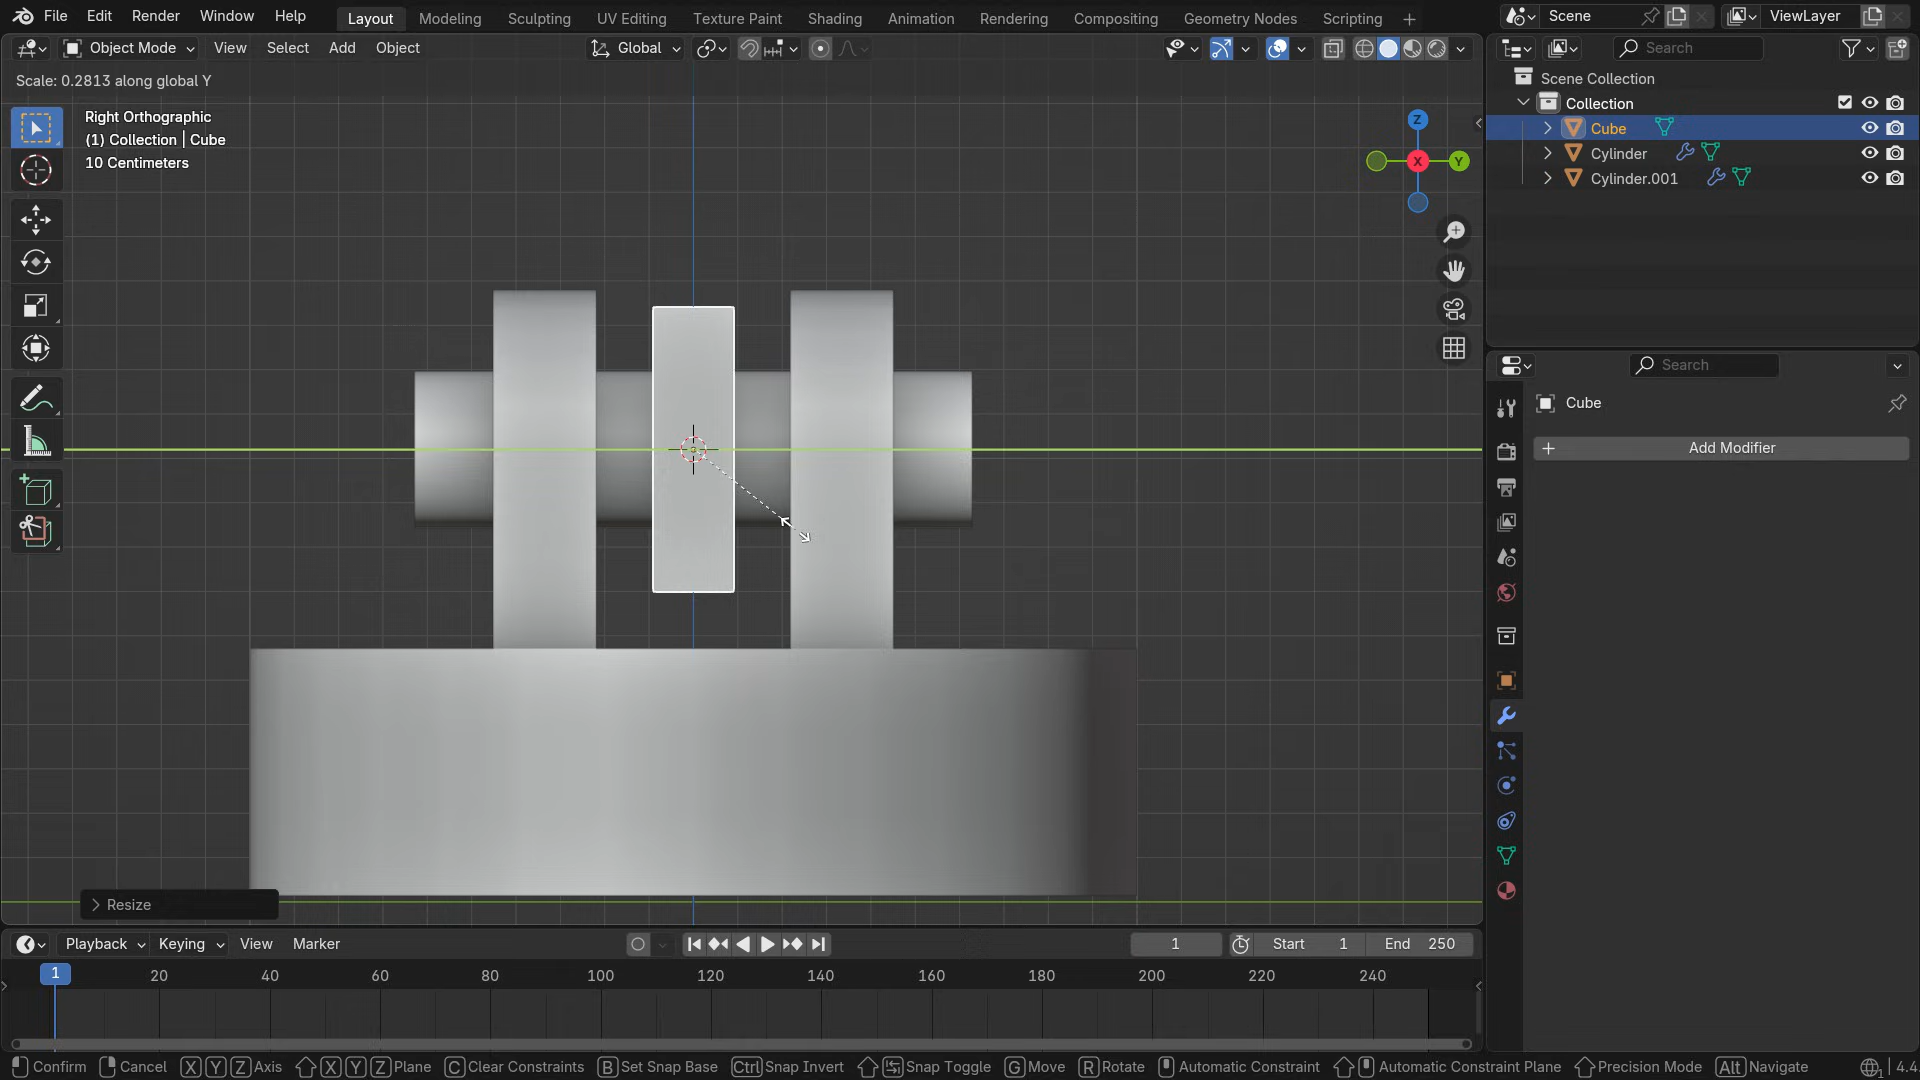 File Edit Render Window Help Layout Modeling Sculpting UV Editing Texture Paint Shading Animation Rendering Compositing Geometry Nodes Scripting + Scene ViewLayer
Object Mode View Select Add Object Global Search
Scale: 0.2813 along global Y
Right Orthographic
(1) Collection | Cube
10 Centimeters
Z
X
Y
Scene Collection
Collection
Cube
Cylinder
Cylinder.001
Search
Cube
+ Add Modifier
Resize
Playback Keying View Marker 1 Start 1 End 250
1 20 40 60 80 100 120 140 160 180 200 220 240
Confirm Cancel X Y Z Axis X Y Z Plane C Clear Constraints B Set Snap Base Ctrl Snap Invert Snap Toggle G Move R Rotate Automatic Constraint Automatic Constraint Plane Precision Mode Alt Navigate 4.4